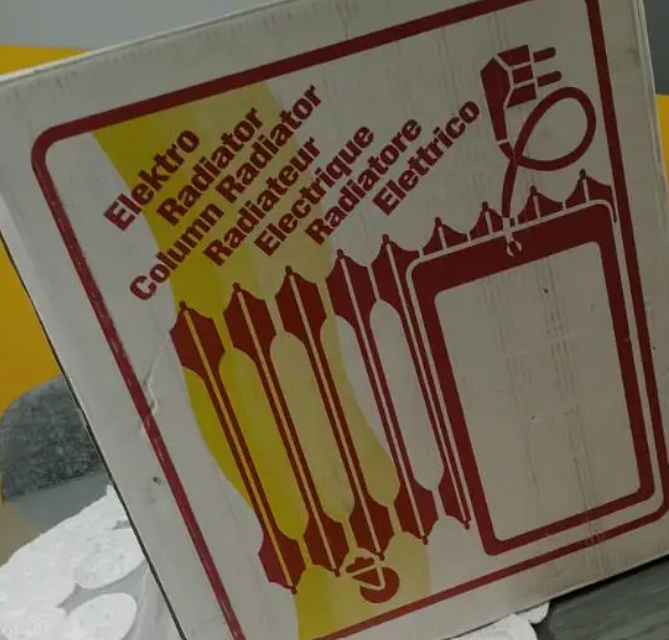 Elektro
Radiator
Column Radiator
Radiateur
Electrique
Radiatore
Elettrico